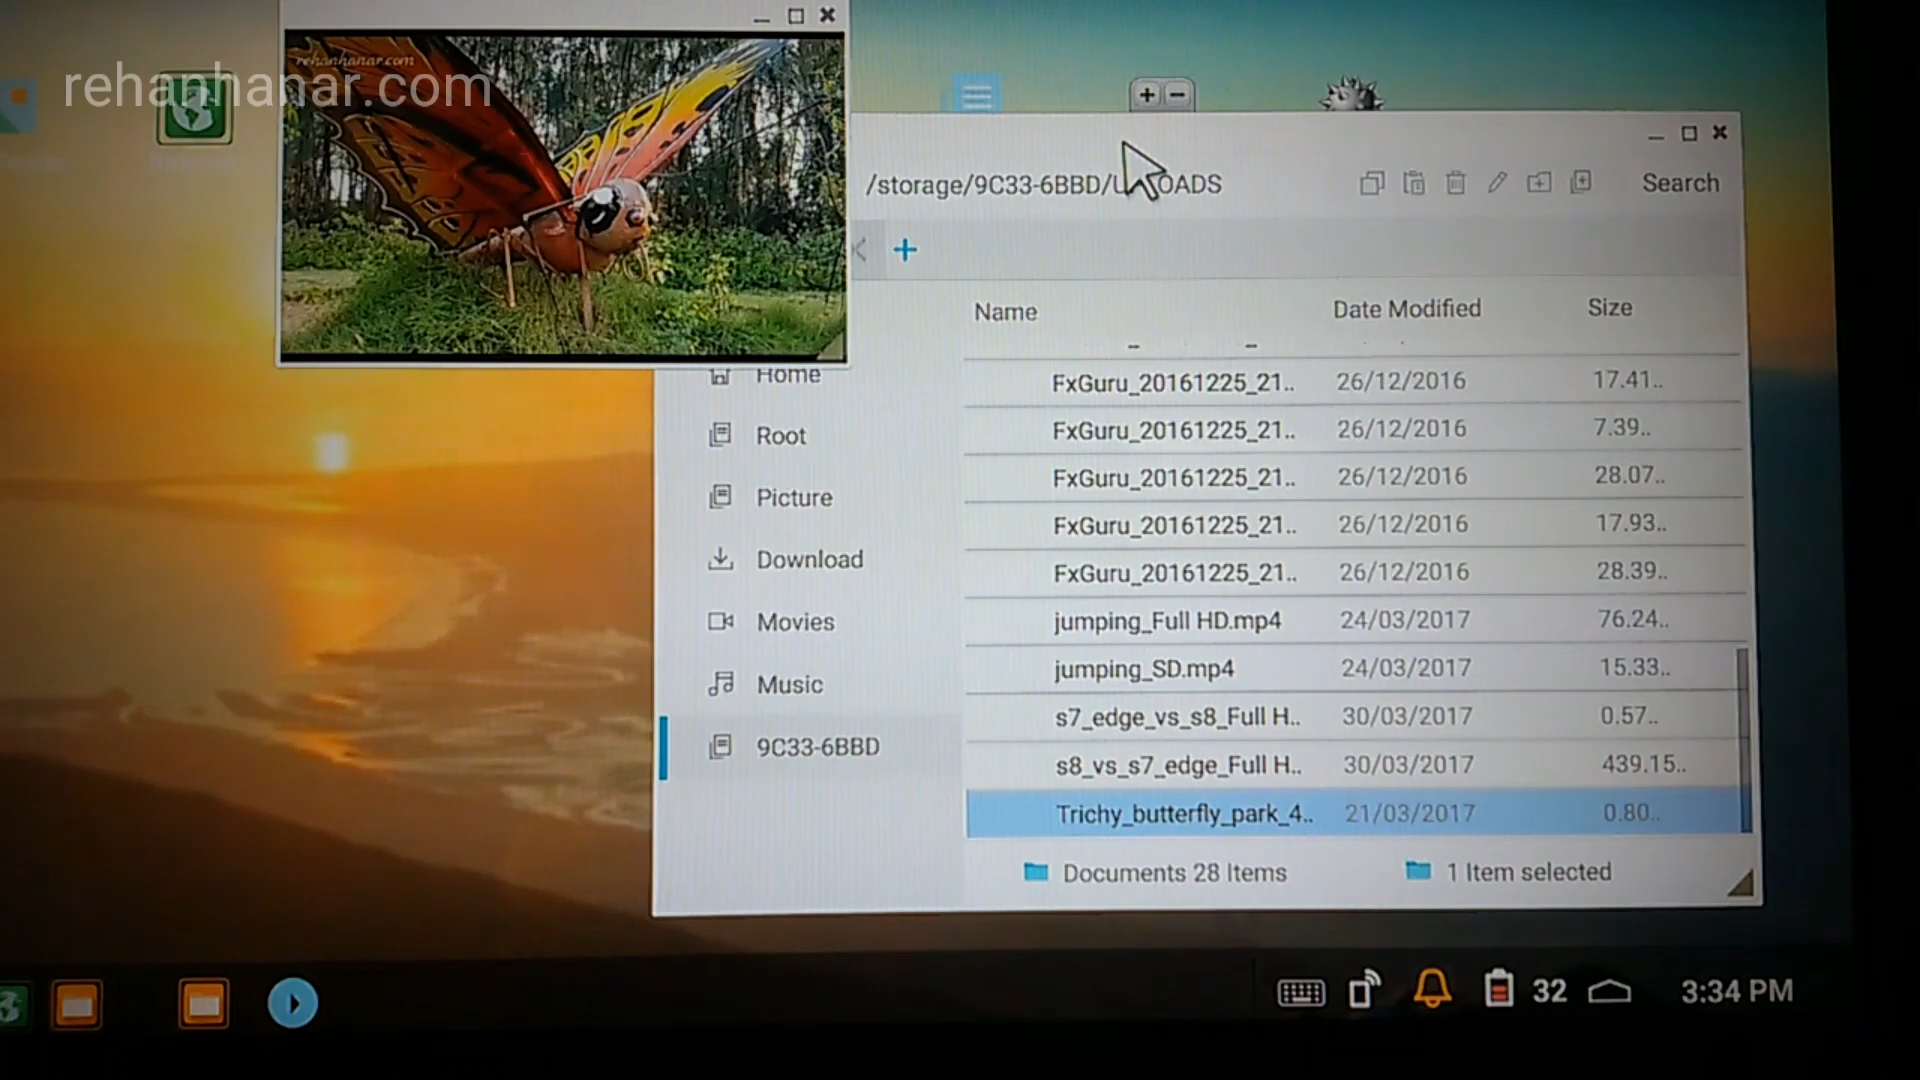 rehanhanar.com
rehanhanar.com
/storage/9C33-6BBD/
OADS
Search
Name Date Modified Size
Home
Root
Picture
Download
Movies
Music
9C33-6BBD
FxGuru_20161225_21.. 26/12/2016 17.41..
FxGuru_20161225_21.. 26/12/2016 7.39..
FxGuru_20161225_21.. 26/12/2016 28.07..
FxGuru_20161225_21.. 26/12/2016 17.93..
FxGuru_20161225_21.. 26/12/2016 28.39..
jumping_Full HD.mp4 24/03/2017 76.24..
jumping_SD.mp4 24/03/2017 15.33..
s7_edge_vs_s8_Full H.. 30/03/2017 0.57..
s8_vs_s7_edge_Full H.. 30/03/2017 439.15..
Trichy_butterfly_park_4.. 21/03/2017 0.80..
Documents 28 Items 1 Item selected
32 3:34 PM